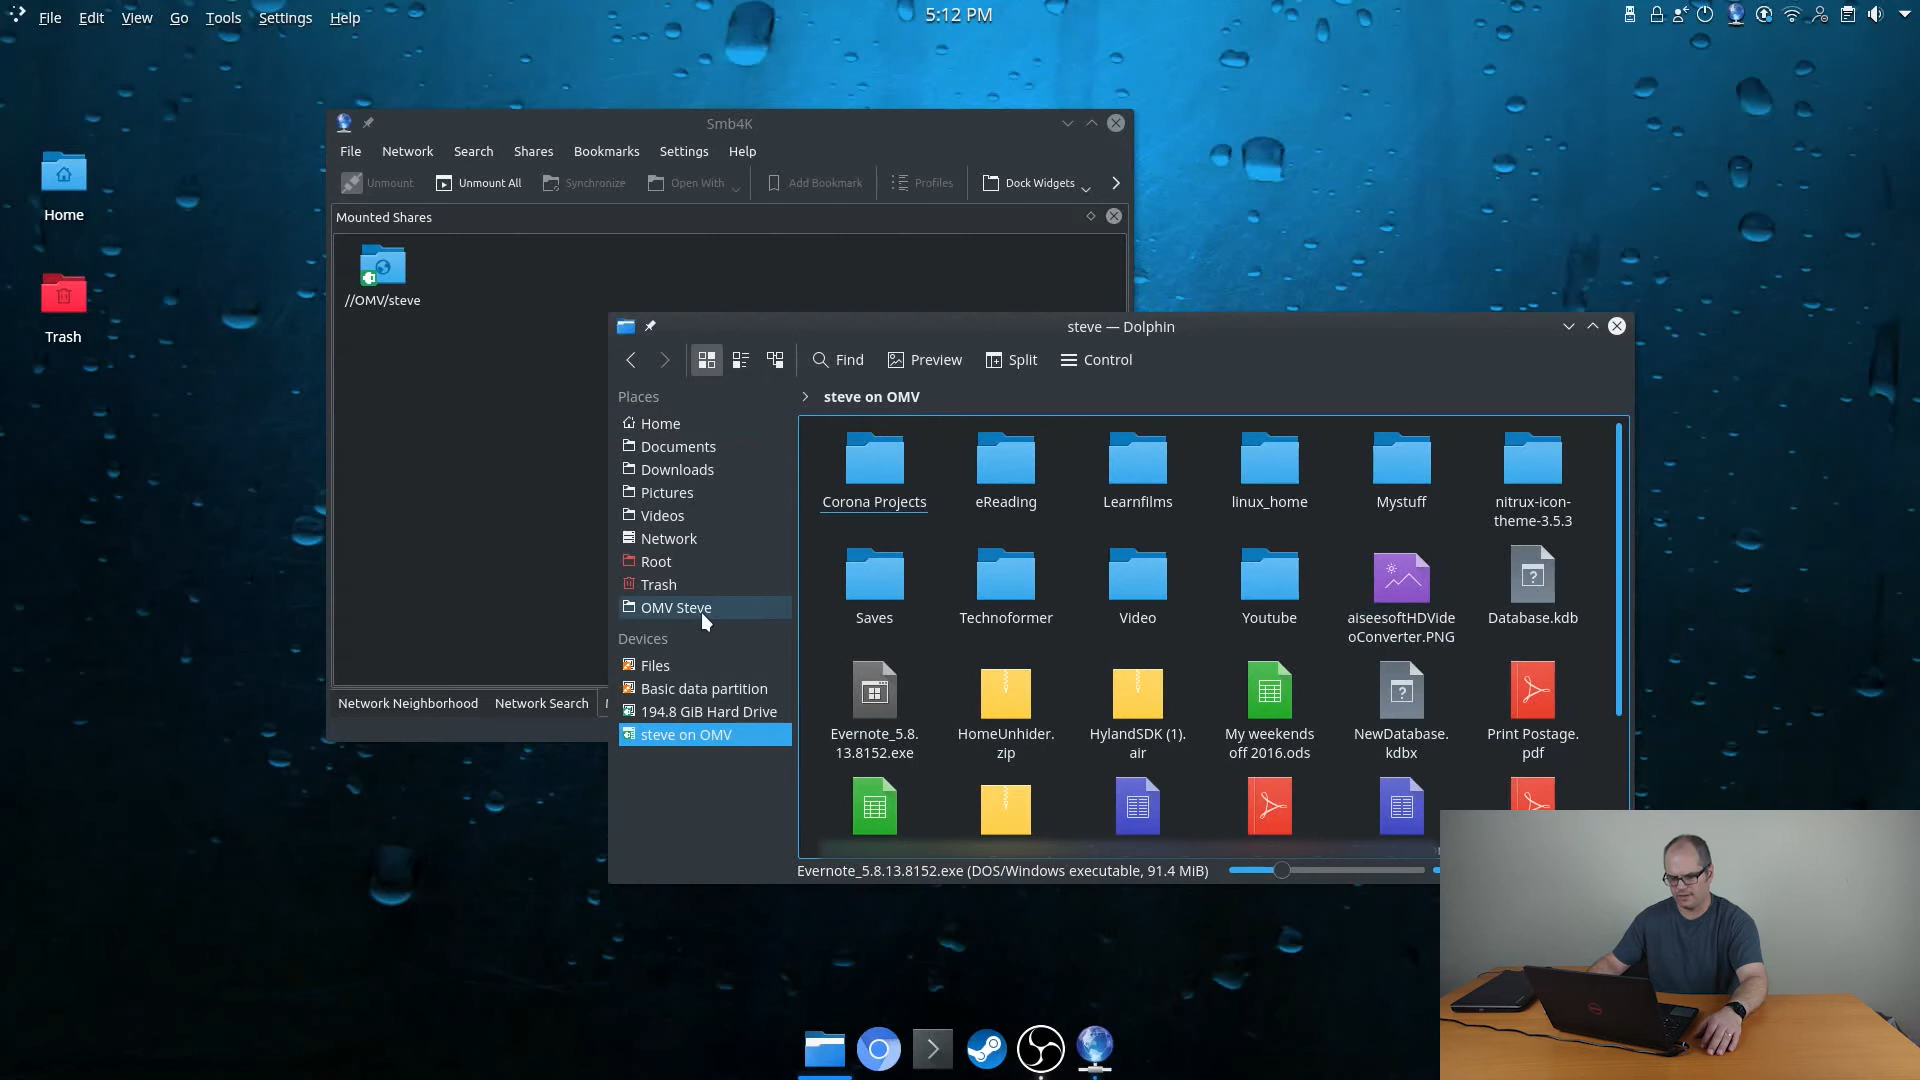 File Edit View Go Tools Settings Help
5:12 PM
Home
Trash
Smb4K
File Network Search Shares Bookmarks Settings Help
Unmount Unmount All Synchronize Open With Add Bookmark Profiles Dock Widgets
Mounted Shares
//OMV/steve
Network Neighborhood Network Search
steve — Dolphin
Find Preview Split Control
Places
Home
Documents
Downloads
Pictures
Videos
Network
Root
Trash
OMV Steve
Devices
Files
Basic data partition
194.8 GiB Hard Drive
steve on OMV
steve on OMV
Corona Projects eReading Learnfilms linux_home Mystuff nitrux-icon-
theme-3.5.3
Saves Technoformer Video Youtube aiseesoftHDVide Database.kdb
oConverter.PNG
Evernote_5.8. HomeUnhider. HylandSDK (1). My weekends NewDatabase. Print Postage.
13.8152.exe zip air off 2016.ods kdbx pdf
Evernote_5.8.13.8152.exe (DOS/Windows executable, 91.4 MiB)